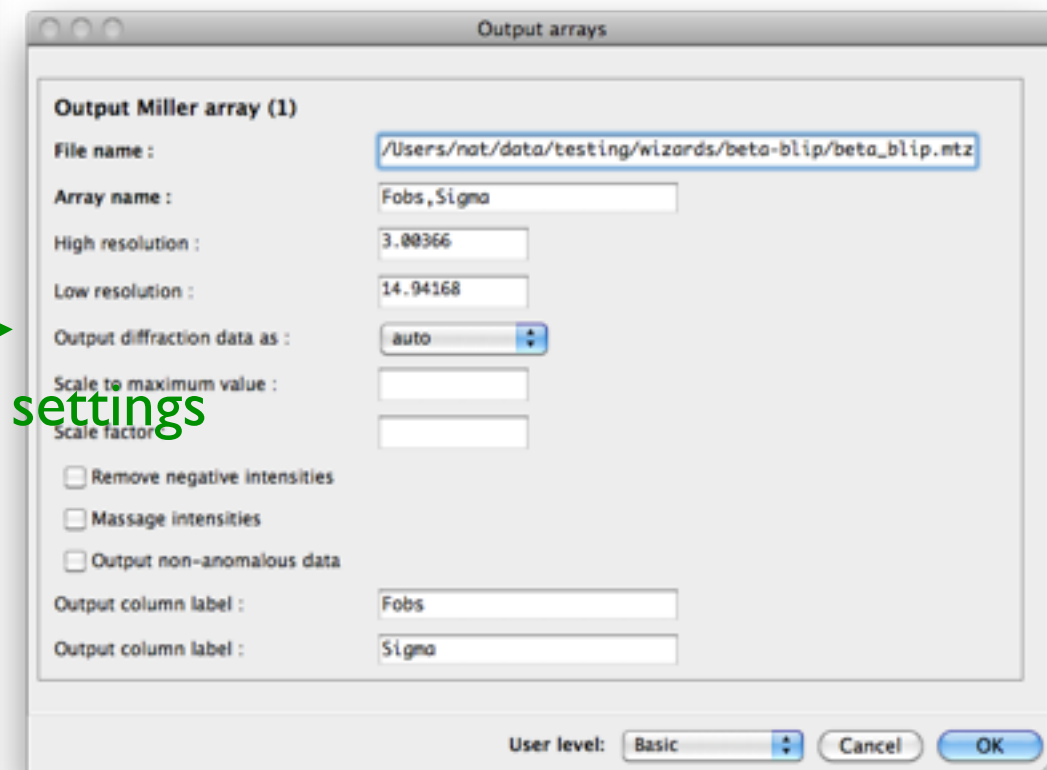 Output arrays
Output Miller array (1)
File name : /Users/nat/data/testing/wizards/beta-blip/beta_blip.mtz
Array name : Fobs,Sigma
High resolution : 3.00366
Low resolution : 14.94168
Output diffraction data as : auto
Scale to maximum value :
settings
Scale factor
Remove negative intensities
Massage intensities
Output non-anomalous data
Output column label : Fobs
Output column label : Sigma
User level: Basic Cancel OK